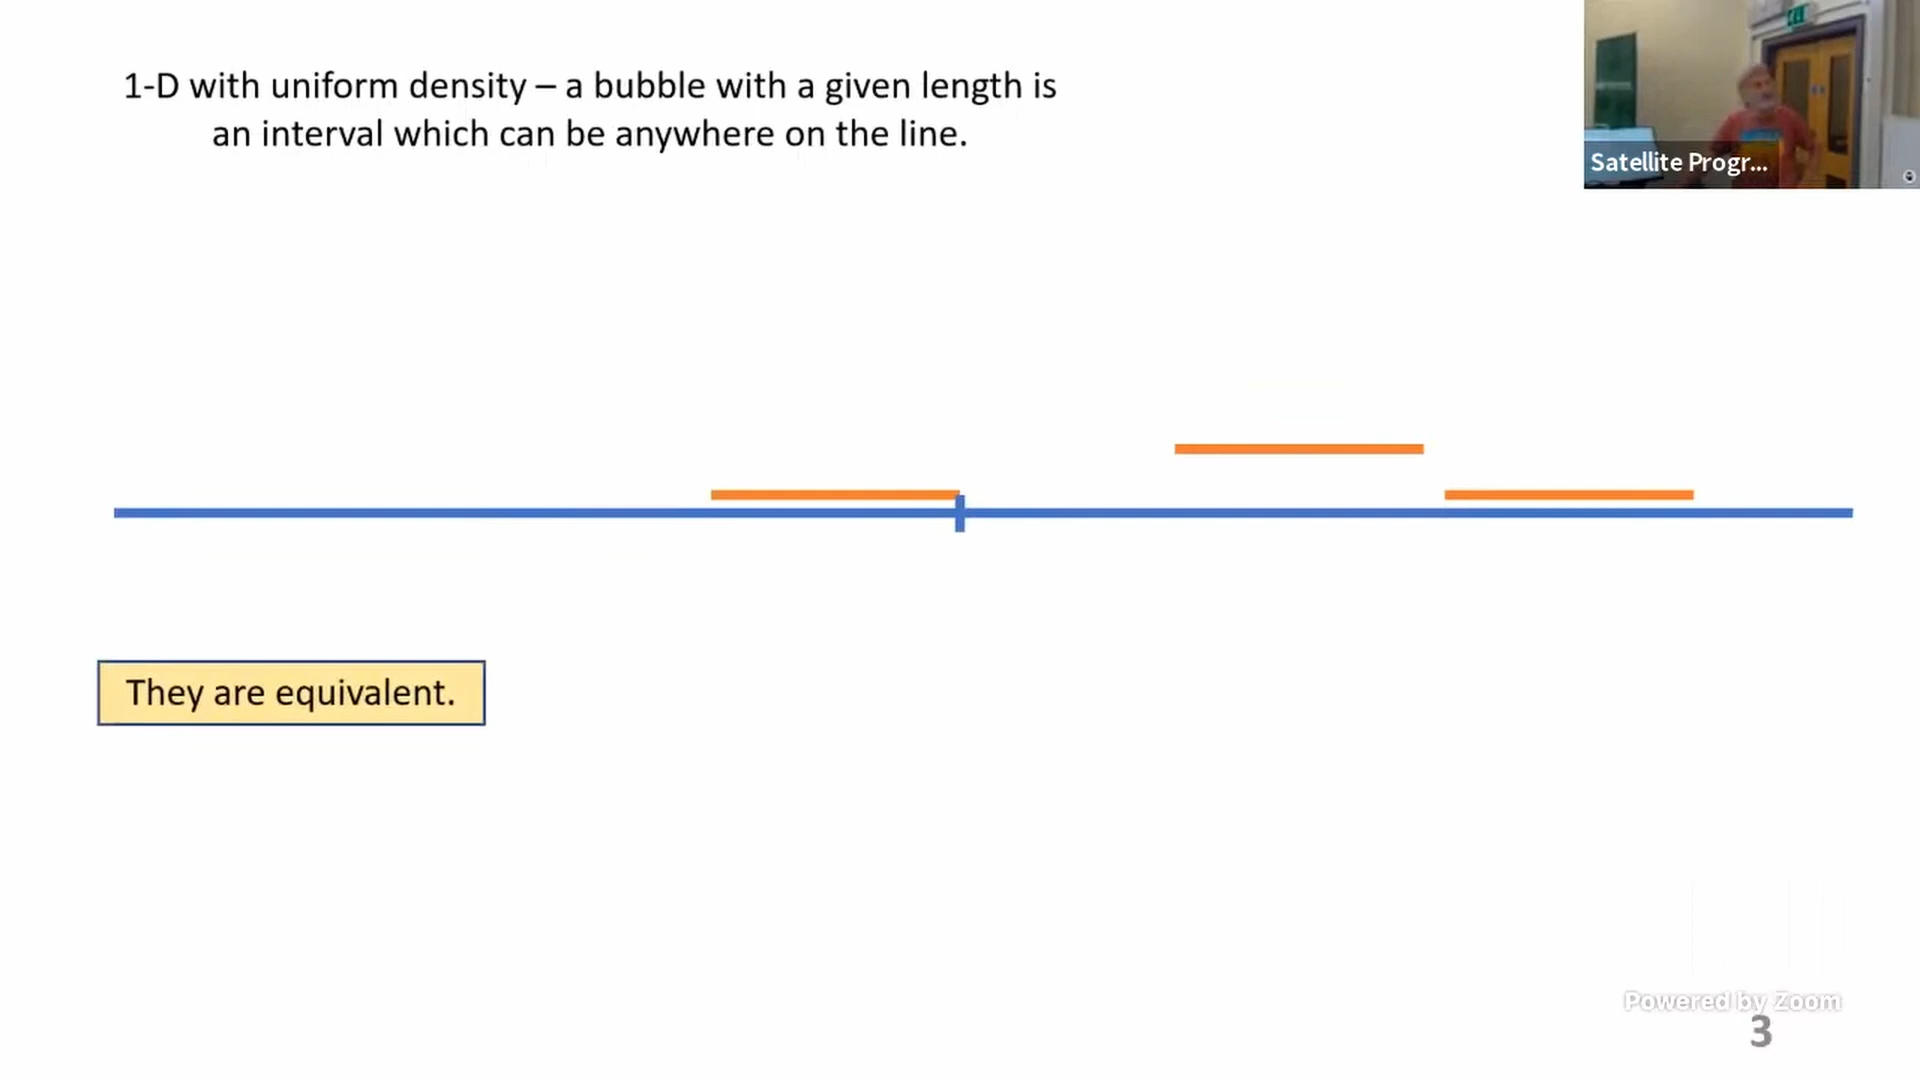 1-D with uniform density – a bubble with a given length is
an interval which can be anywhere on the line.
Satellite Progr...
They are equivalent.
Powered by Zoom
3